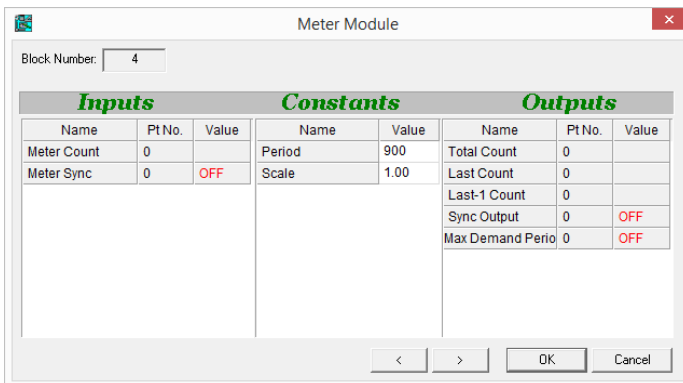 Meter Module
Block Number: 4
Inputs Constants Outputs
Name Pt No. Value Name Value Name Pt No. Value
Meter Count 0 Period 900 Total Count 0
Meter Sync 0 OFF Scale 1.00 Last Count 0
Last-1 Count 0
Sync Output 0 OFF
Max Demand Perio 0 OFF
< > OK Cancel